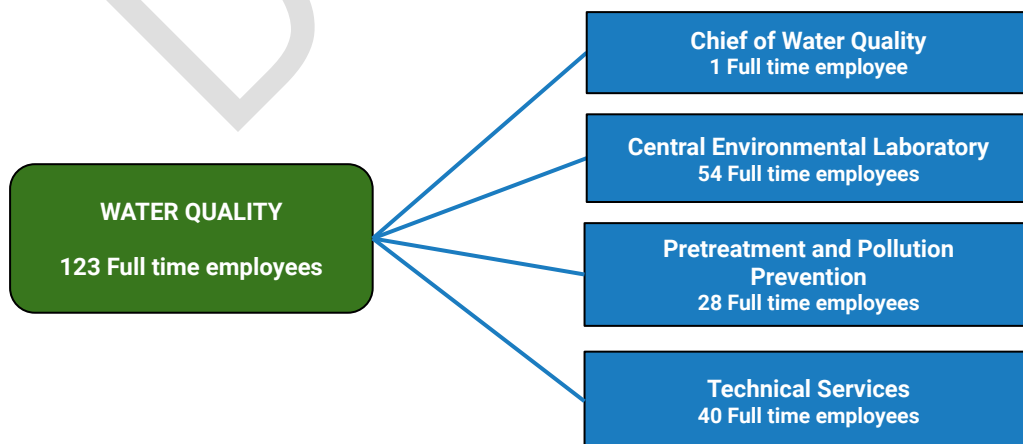 Chief of Water Quality
1 Full time employee
Central Environmental Laboratory
54 Full time employees
WATER QUALITY
123 Full time employees
Pretreatment and Pollution
Prevention
28 Full time employees
Technical Services
40 Full time employees